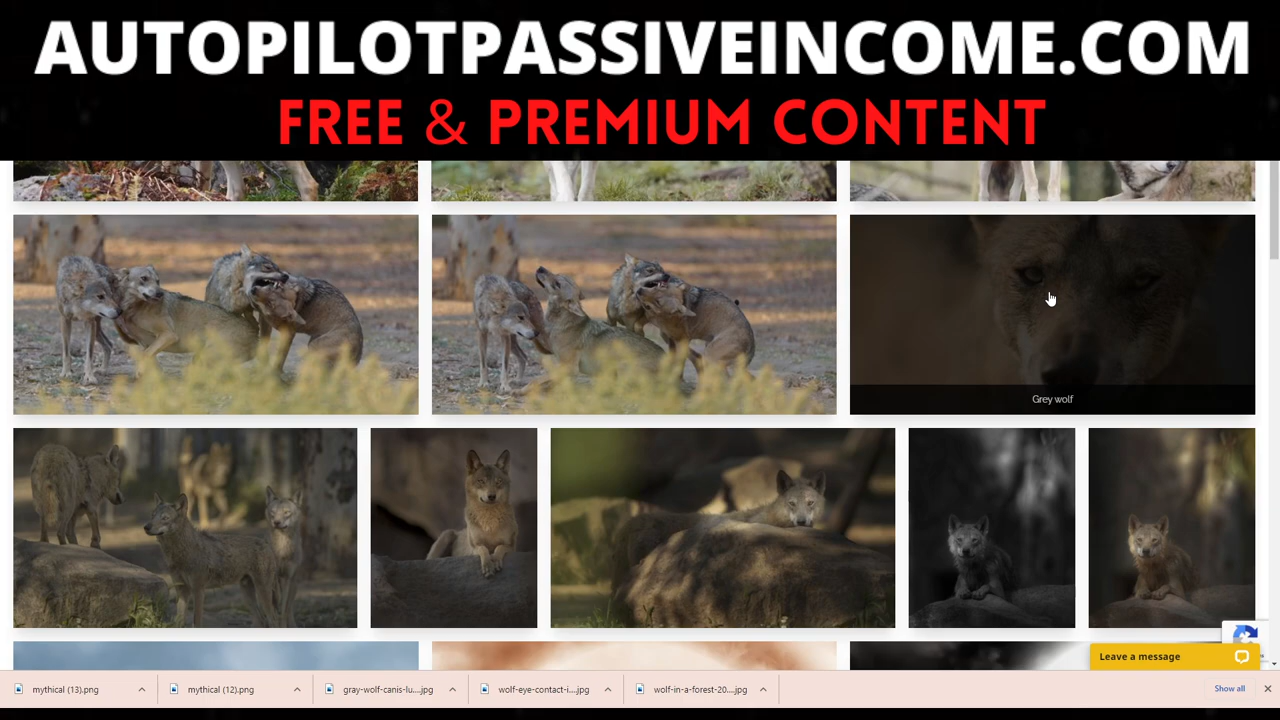 AUTOPILOTPASSIVEINCOME.COM
FREE & PREMIUM CONTENT
Grey wolf
Leave a message
mythical (13).png
mythical (12).png
gray-wolf-canis-lu....jpg
wolf-eye-contact-i....jpg
wolf-in-a-forest-20....jpg
Show all